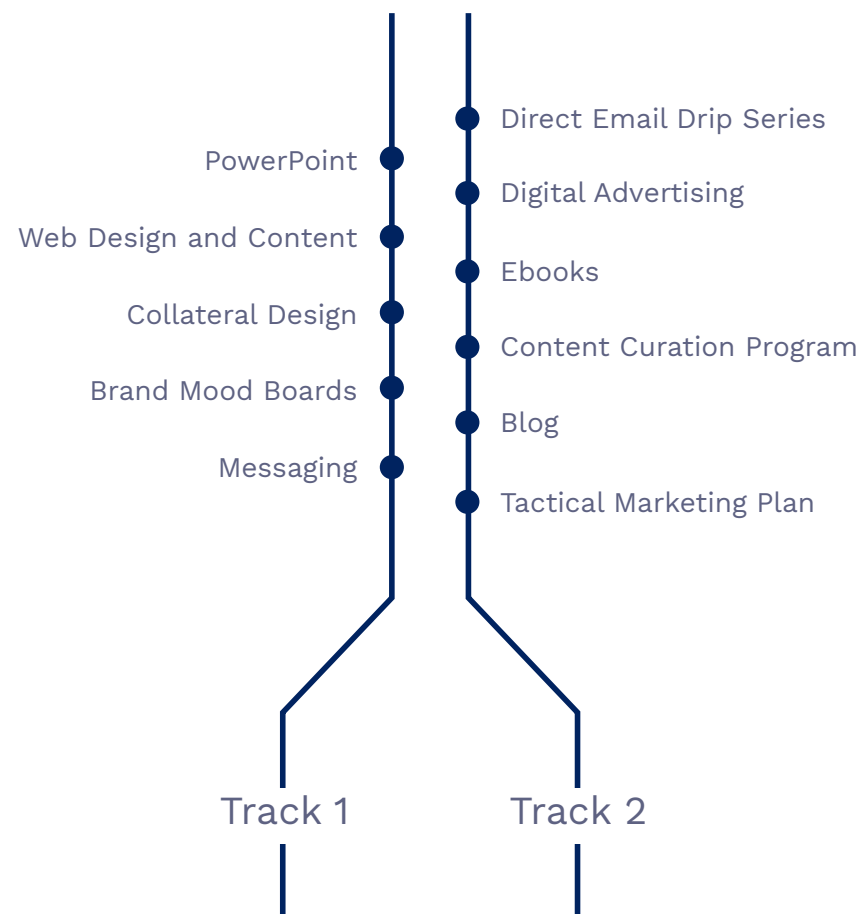 PowerPoint
Web Design and Content
Collateral Design
Brand Mood Boards
Messaging
Direct Email Drip Series
Digital Advertising
Ebooks
Content Curation Program
Blog
Tactical Marketing Plan
Track 1
Track 2